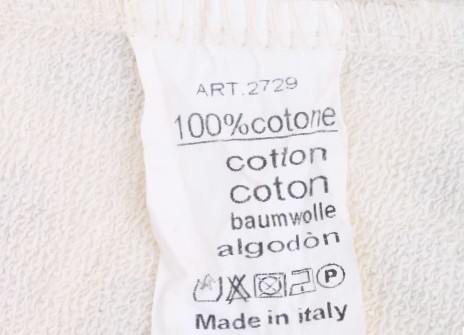 ART.2729
100%cotone
cotton
coton
baumwolle
algodòn
P
Made in italy